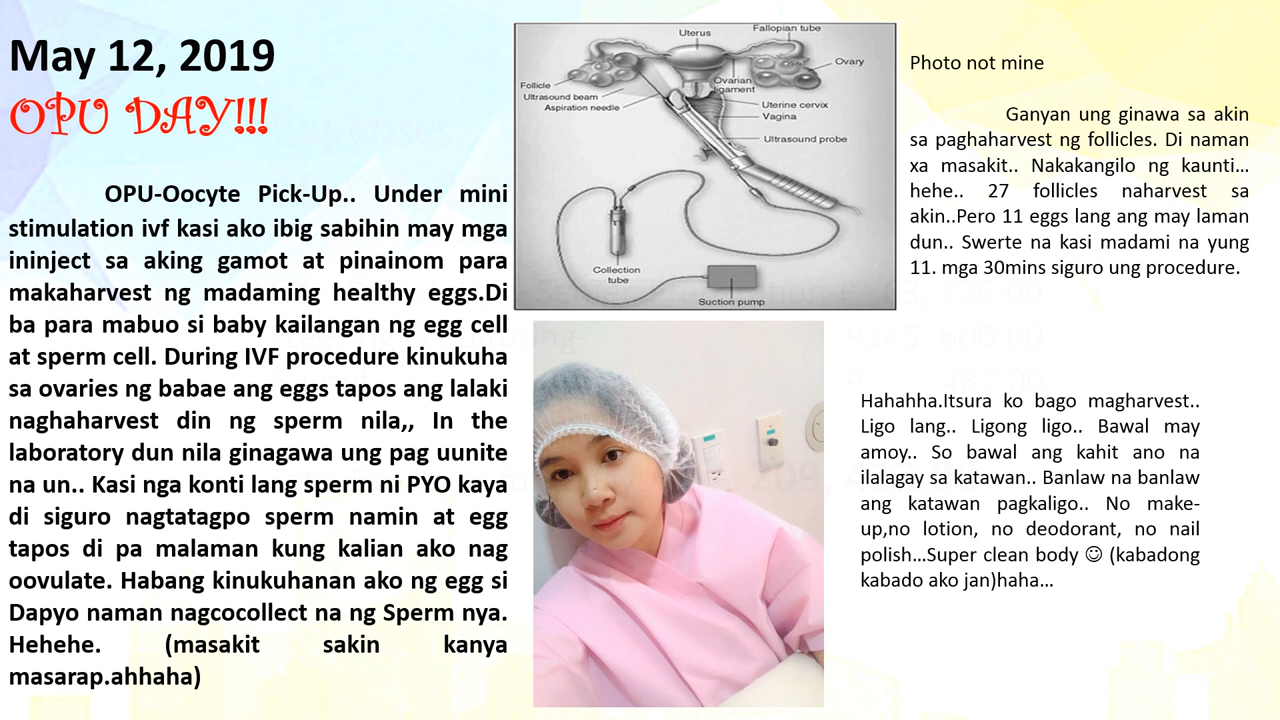 May 12, 2019
OPU DAY!!!
OPU-Oocyte Pick-Up.. Under mini
stimulation ivf kasi ako ibig sabihin may mga
ininject sa aking gamot at pinainom para
makaharvest ng madaming healthy eggs.Di
ba para mabuo si baby kailangan ng egg cell
at sperm cell. During IVF procedure kinukuha
sa ovaries ng babae ang eggs tapos ang lalaki
naghaharvest din ng sperm nila,, In the
laboratory dun nila ginagawa ung pag uunite
na un.. Kasi nga konti lang sperm ni PYO kaya
di siguro nagtatagpo sperm namin at egg
tapos di pa malaman kung kalian ako nag
oovulate. Habang kinukuhanan ako ng egg si
Dapyo naman nagcocollect na ng Sperm nya.
Hehehe. (masakit sakin kanya
masarap.ahhaha)
Uterus
Fallopian tube
Ovary
Follicle
Ultrasound beam
Aspiration needle
Ovarian
ligament
Uterine cervix
Vagina
Ultrasound probe
Collection
tube
Suction pump
Photo not mine
Ganyan ung ginawa sa akin
sa paghaharvest ng follicles. Di naman
xa masakit.. Nakakangilo ng kaunti…
hehe.. 27 follicles naharvest sa
akin..Pero 11 eggs lang ang may laman
dun.. Swerte na kasi madami na yung
11. mga 30mins siguro ung procedure.
Hahahha.Itsura ko bago magharvest..
Ligo lang.. Ligong ligo.. Bawal may
amoy.. So bawal ang kahit ano na
ilalagay sa katawan.. Banlaw na banlaw
ang katawan pagkaligo.. No make-
up,no lotion, no deodorant, no nail
polish…Super clean body ☺ (kabadong
kabado ako jan)haha…
336.00
P145, 600.00
P 487.00
209,